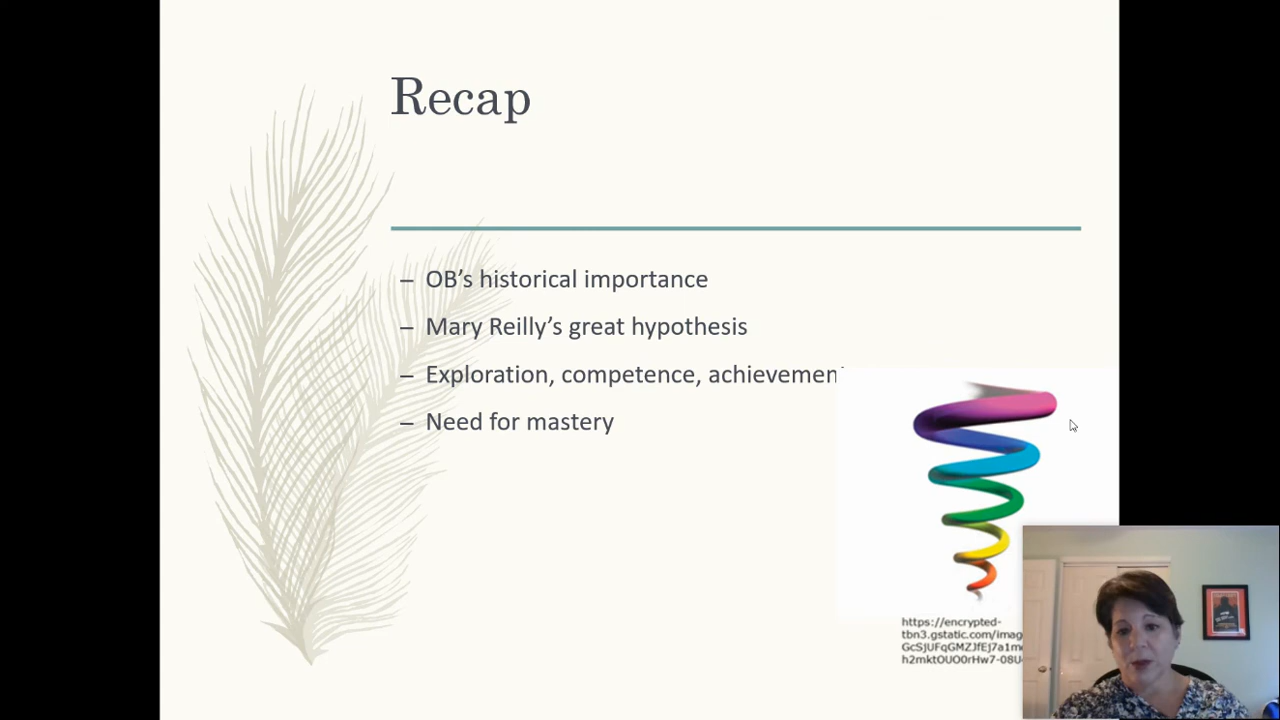 Recap
– OB’s historical importance
– Mary Reilly’s great hypothesis
– Exploration, competence, achievement
– Need for mastery
https://encrypted-
tbn3.gstatic.com/imag
GcSjUFqGMZJfEj7a1m
h2mktOUO0rHw7-08U